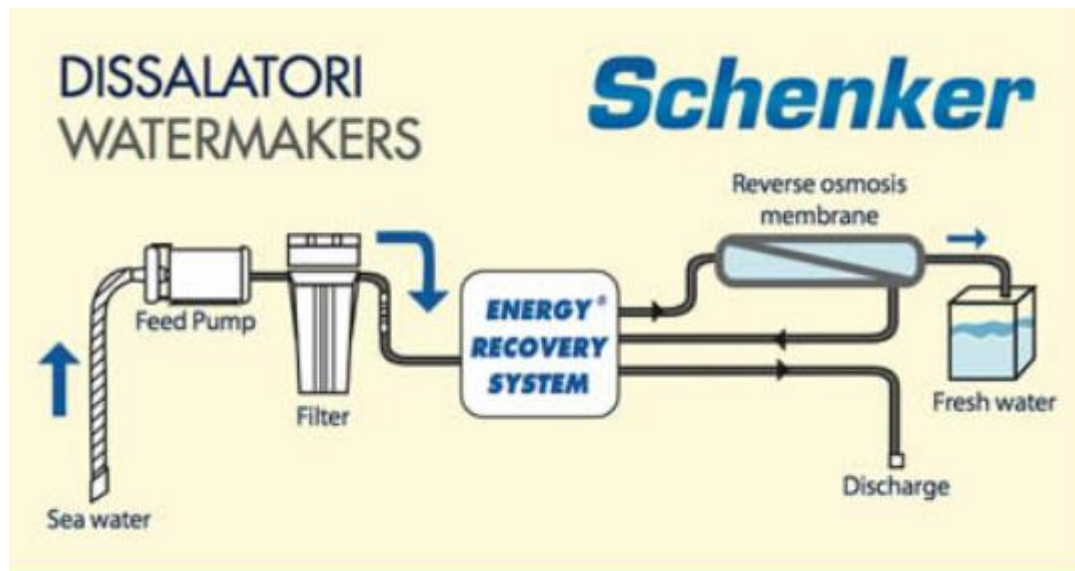 DISSALATORI
WATERMAKERS
Schenker
Reverse osmosis
membrane
Feed Pump
ENERGY®
RECOVERY
SYSTEM
Filter
Fresh water
Sea water
Discharge